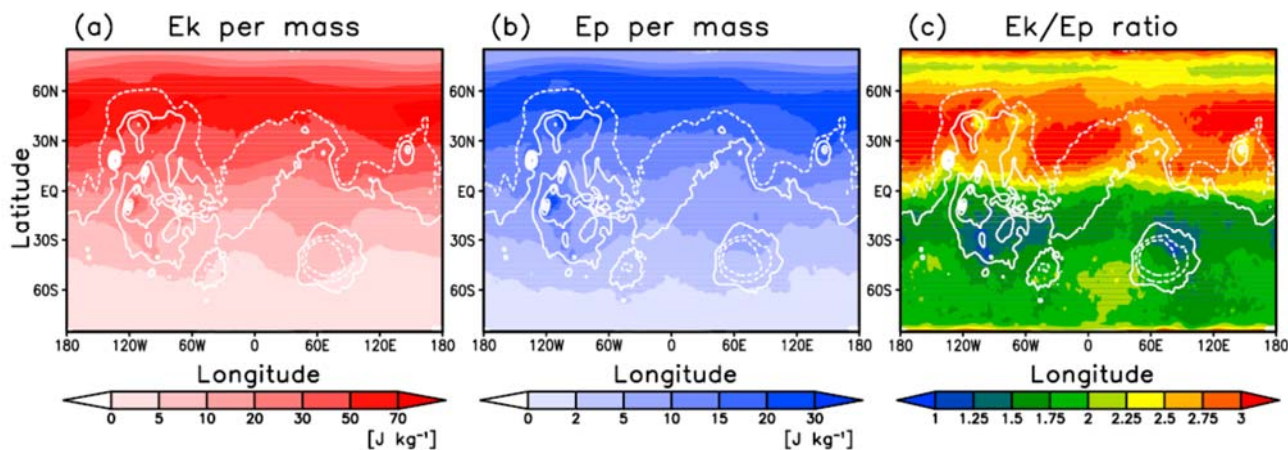 (a) Ek per mass
(b) Ep per mass
(c) Ek/Ep ratio
Latitude
60N
30N
EQ
30S
60S
180 120W 60W 0 60E 120E 180
Longitude
0 5 10 20 30 50 70
[J kg⁻¹]
60N
30N
EQ
30S
60S
180 120W 60W 0 60E 120E 180
Longitude
0 2 5 10 15 20 30
[J kg⁻¹]
60N
30N
EQ
30S
60S
180 120W 60W 0 60E 120E 180
Longitude
1 1.25 1.5 1.75 2 2.25 2.5 2.75 3